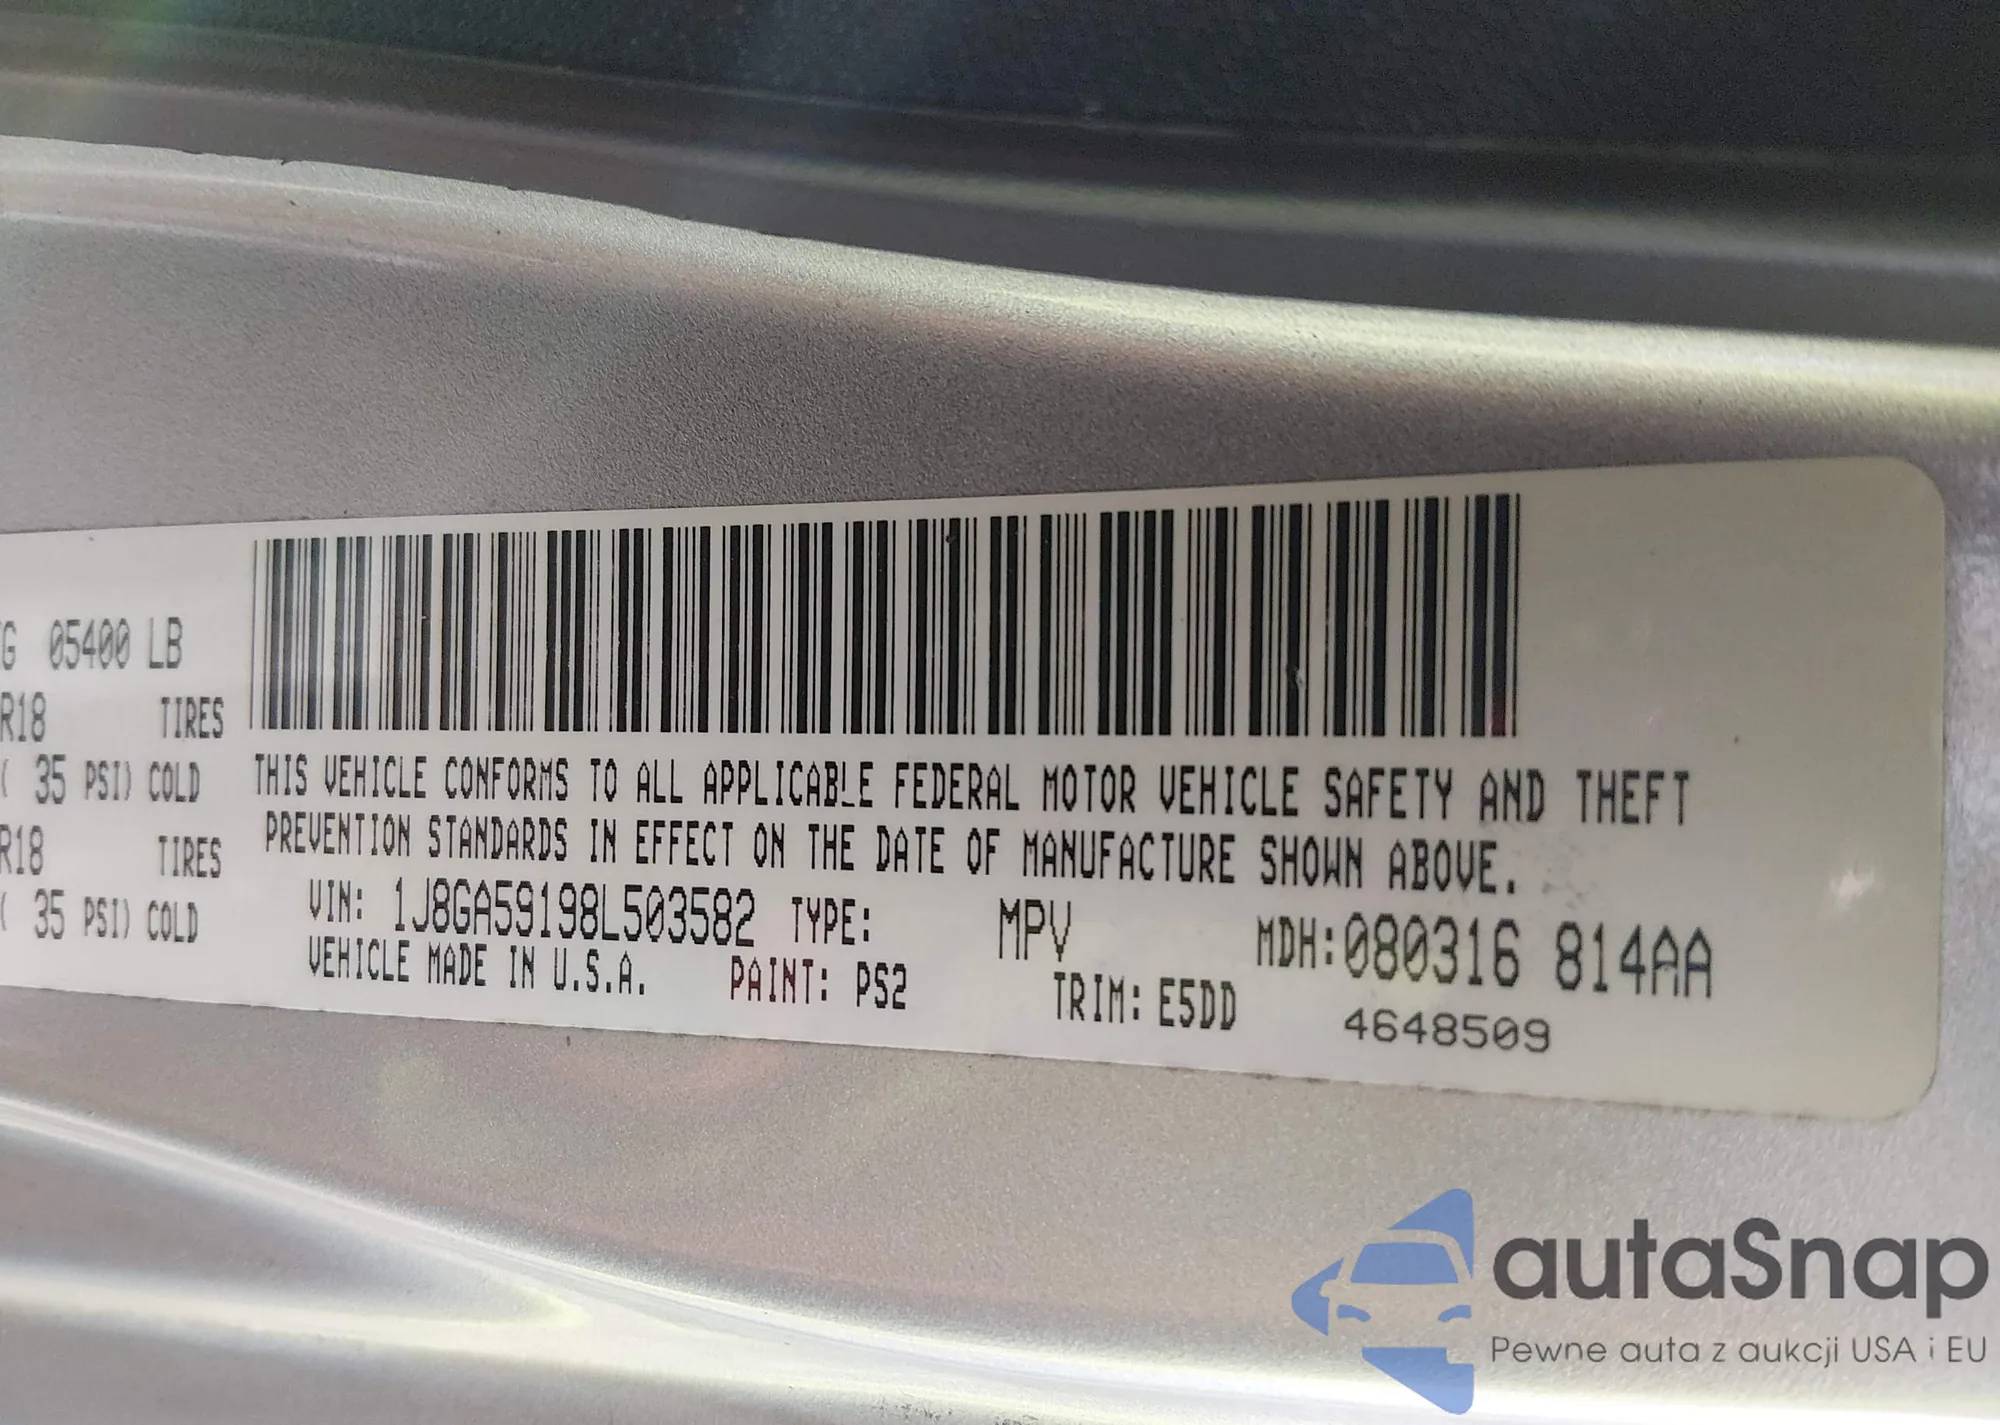 G 05400 LB
R18 TIRES
( 35 PSI) COLD
R18 TIRES
( 35 PSI) COLD
THIS VEHICLE CONFORMS TO ALL APPLICABLE FEDERAL MOTOR VEHICLE SAFETY AND THEFT
PREVENTION STANDARDS IN EFFECT ON THE DATE OF MANUFACTURE SHOWN ABOVE.
VIN: 1J8GA59198L503582 TYPE: MPV MDH:080316 814AA
VEHICLE MADE IN U.S.A. PAINT: PS2 TRIM: E5DD
4648509
autaSnap
Pewne auta z aukcji USA i EU